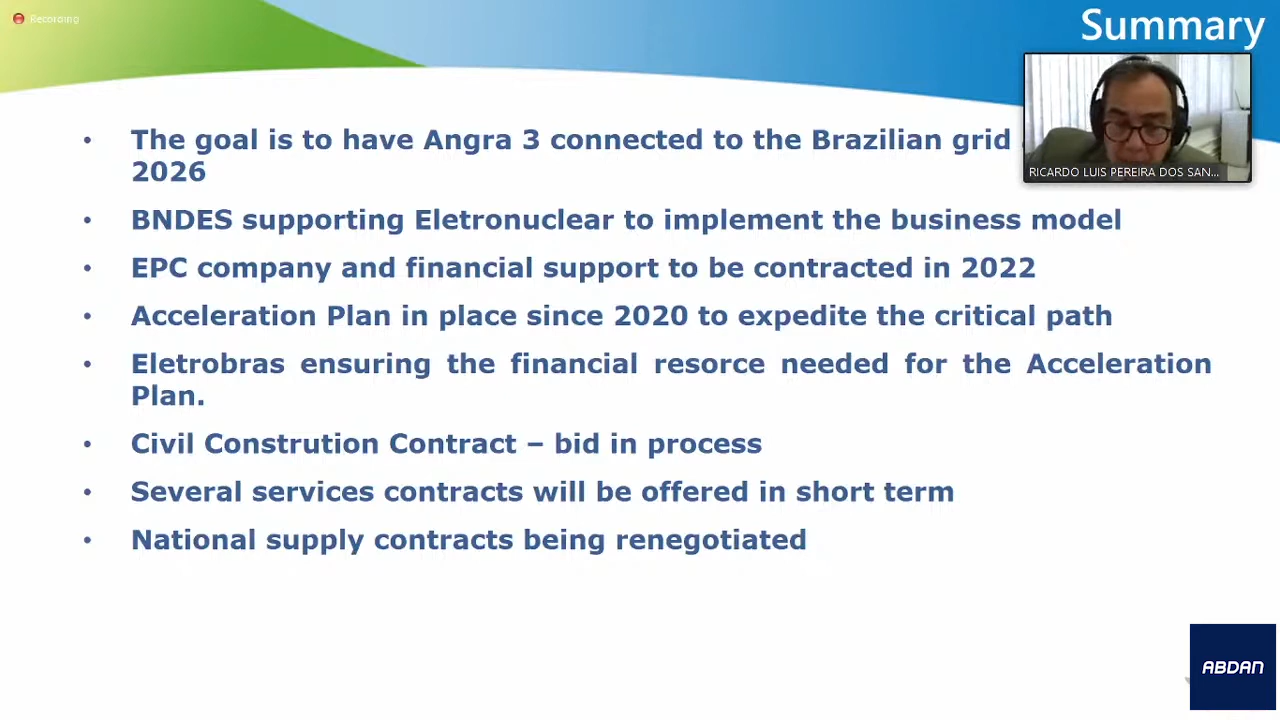 Recording
Summary
RICARDO LUIS PEREIRA DOS SAN...
• The goal is to have Angra 3 connected to the Brazilian grid
2026
• BNDES supporting Eletronuclear to implement the business model
• EPC company and financial support to be contracted in 2022
• Acceleration Plan in place since 2020 to expedite the critical path
• Eletrobras ensuring the financial resorce needed for the Acceleration
Plan.
• Civil Constrution Contract – bid in process
• Several services contracts will be offered in short term
• National supply contracts being renegotiated
ABDAN